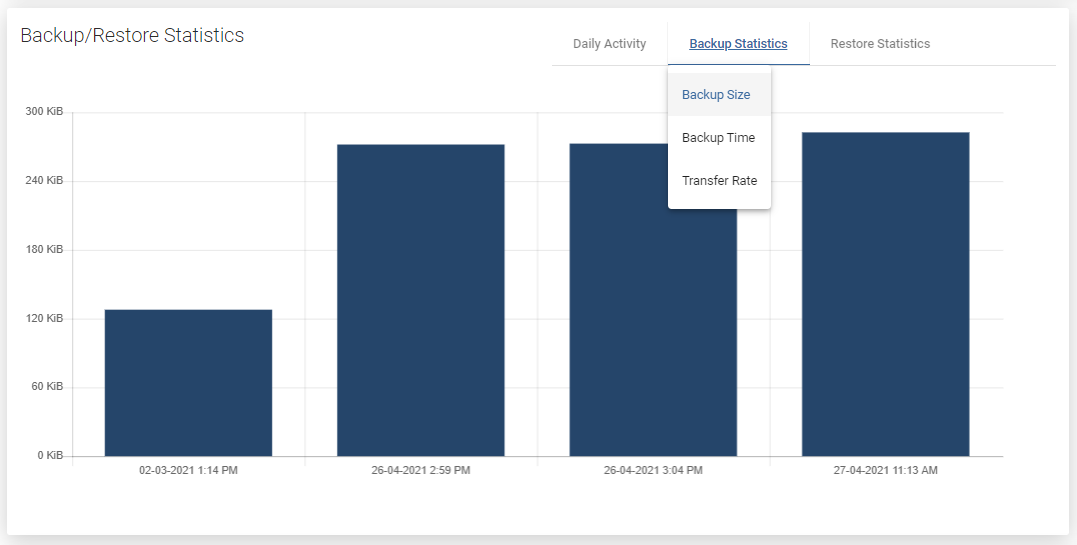 Backup/Restore Statistics
Daily Activity
Backup Statistics
Restore Statistics
Backup Size
Backup Time
Transfer Rate
300 KiB
240 KiB
180 KiB
120 KiB
60 KiB
0 KiB
02-03-2021 1:14 PM
26-04-2021 2:59 PM
26-04-2021 3:04 PM
27-04-2021 11:13 AM